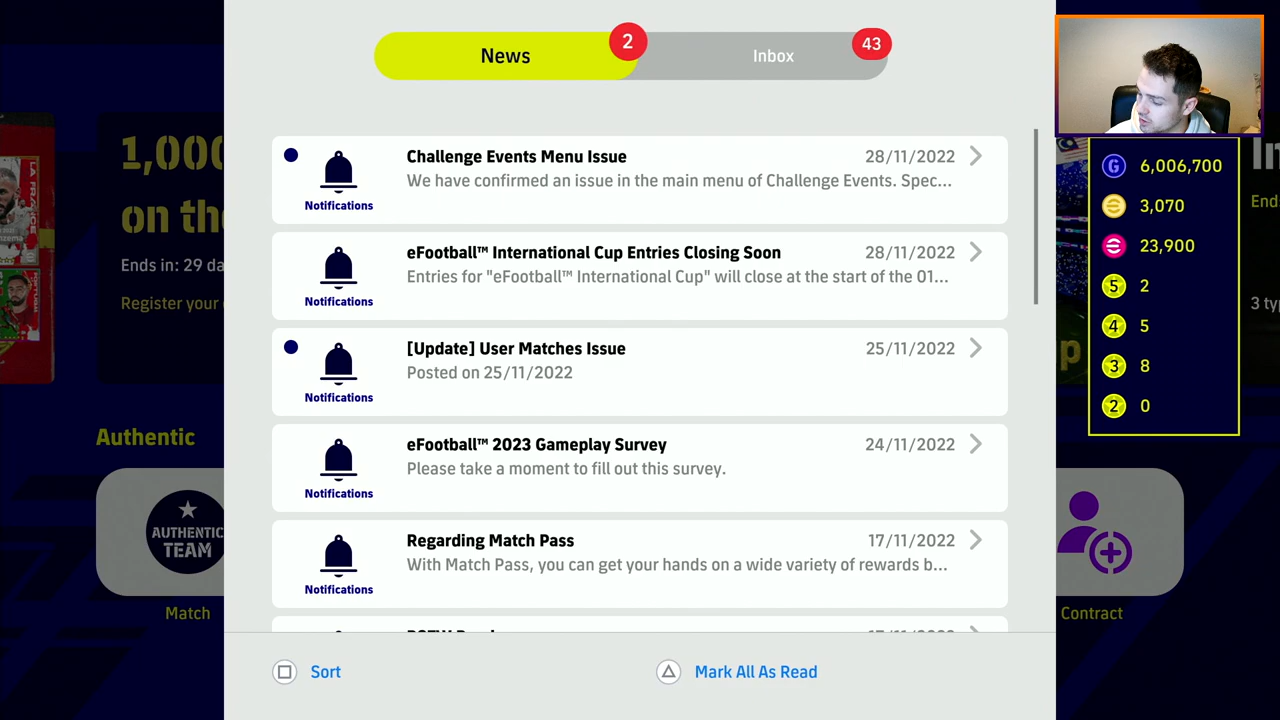 News
2
Inbox
43
Challenge Events Menu Issue
28/11/2022
We have confirmed an issue in the main menu of Challenge Events. Spec...
Notifications
eFootball™ International Cup Entries Closing Soon
28/11/2022
Entries for "eFootball™ International Cup" will close at the start of the 01...
Notifications
[Update] User Matches Issue
25/11/2022
Posted on 25/11/2022
Notifications
eFootball™ 2023 Gameplay Survey
24/11/2022
Please take a moment to fill out this survey.
Notifications
Regarding Match Pass
17/11/2022
With Match Pass, you can get your hands on a wide variety of rewards b...
Notifications
Sort
Mark All As Read
1,000
on th
Ends in: 29 da
Register your
Authentic
AUTHENTIC
TEAM
Match
LA FRANCE
G 6,006,700
3,070
23,900
5 2
4 5
3 8
2 0
In
Ends
3 typ
p
Contract